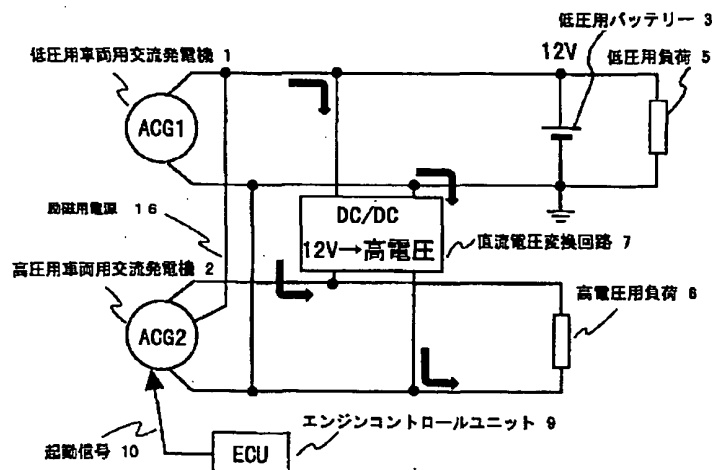 低圧用バッテリー 3
低圧用車両用交流発電機 1
12V
低圧用負荷 5
ACG1
励磁用電源 16
DC/DC
12V→高電圧
直流電圧変換回路 7
高圧用車両用交流発電機 2
高電圧用負荷 6
ACG2
エンジンコントロールユニット 9
起動信号 10
ECU